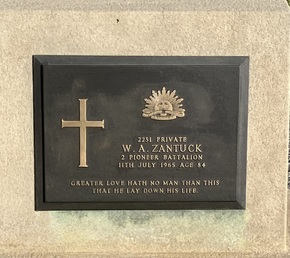 2251 PRIVATE
W. A. ZANTUCK
2 PIONEER BATTALION
11TH JULY 1965 AGE 84
GREATER LOVE HATH NO MAN THAN THIS
THAT HE LAY DOWN HIS LIFE.